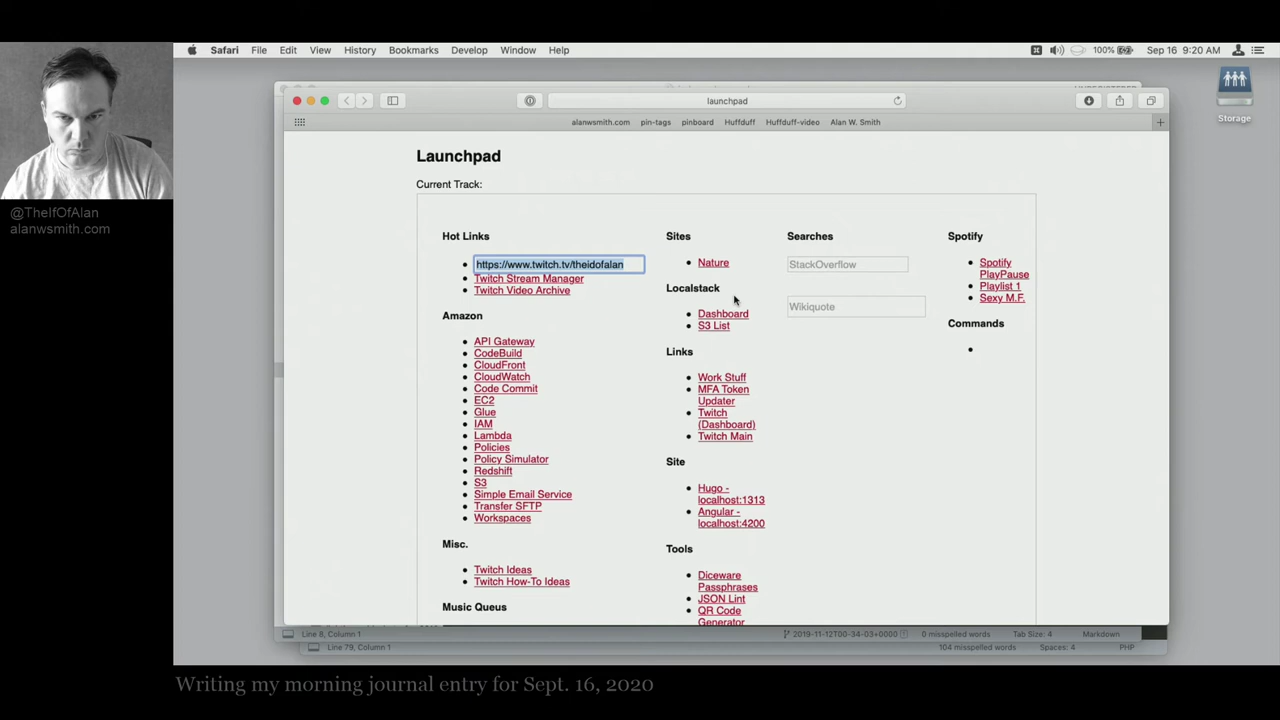 Safari File Edit View History Bookmarks Develop Window Help
100% Sep 16 9:20 AM
launchpad
alanwsmith.com pin-tags pinboard Huffduff Huffduff-video Alan W. Smith
Storage
@TheIfOfAlan
alanwsmith.com
Launchpad
Current Track:
Hot Links
https://www.twitch.tv/theidofalan
Twitch Stream Manager
Twitch Video Archive
Amazon
API Gateway
CodeBuild
CloudFront
CloudWatch
Code Commit
EC2
Glue
IAM
Lambda
Policies
Policy Simulator
Redshift
S3
Simple Email Service
Transfer SFTP
Workspaces
Misc.
Twitch Ideas
Twitch How-To Ideas
Music Queus
Sites
Nature
Localstack
Dashboard
S3 List
Links
Work Stuff
MFA Token
Updater
Twitch
(Dashboard)
Twitch Main
Site
Hugo -
localhost:1313
Angular -
localhost:4200
Tools
Diceware
Passphrases
JSON Lint
QR Code
Generator
Searches
StackOverflow
Wikiquote
Spotify
Spotify
PlayPause
Playlist 1
Sexy M.F.
Commands
Line 8, Column 1 2019-11-12T00-34-03+0000 0 misspelled words Tab Size: 4 Markdown
Line 79, Column 1 104 misspelled words Spaces: 4 PHP
Writing my morning journal entry for Sept. 16, 2020